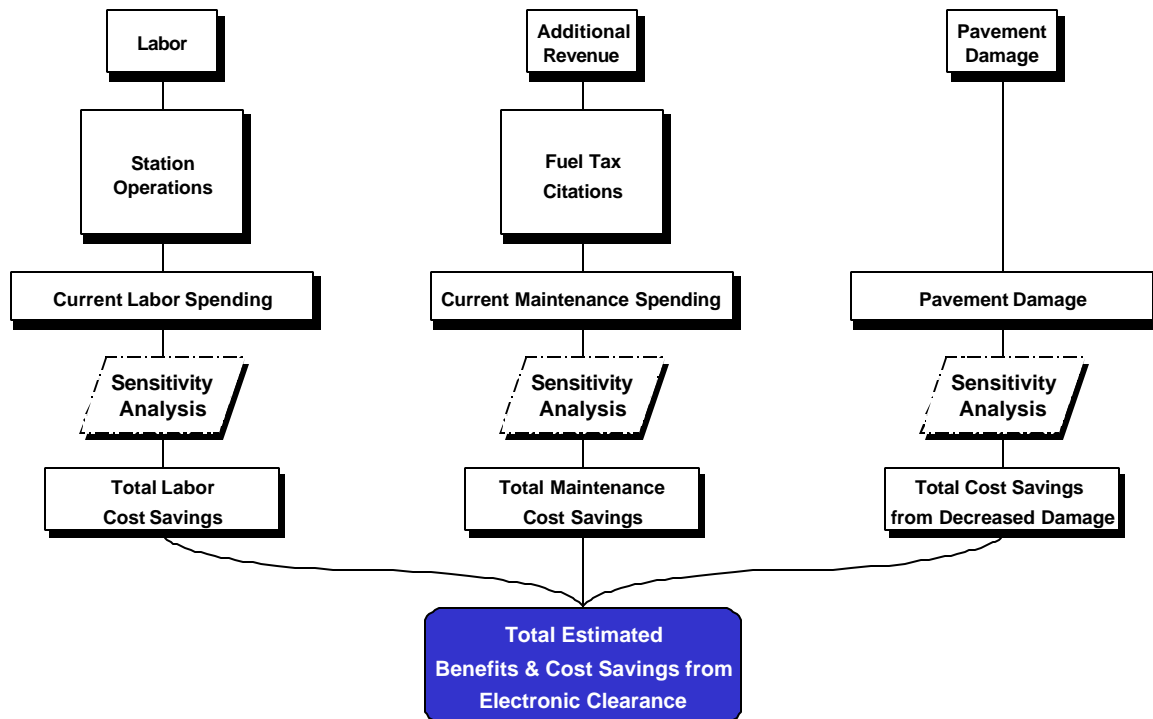 Labor
Additional
Revenue
Pavement
Damage
Station
Operations
Fuel Tax
Citations
Current Labor Spending
Current Maintenance Spending
Pavement Damage
Sensitivity
Analysis
Sensitivity
Analysis
Sensitivity
Analysis
Total Labor
Cost Savings
Total Maintenance
Cost Savings
Total Cost Savings
from Decreased Damage
Total Estimated
Benefits & Cost Savings from
Electronic Clearance